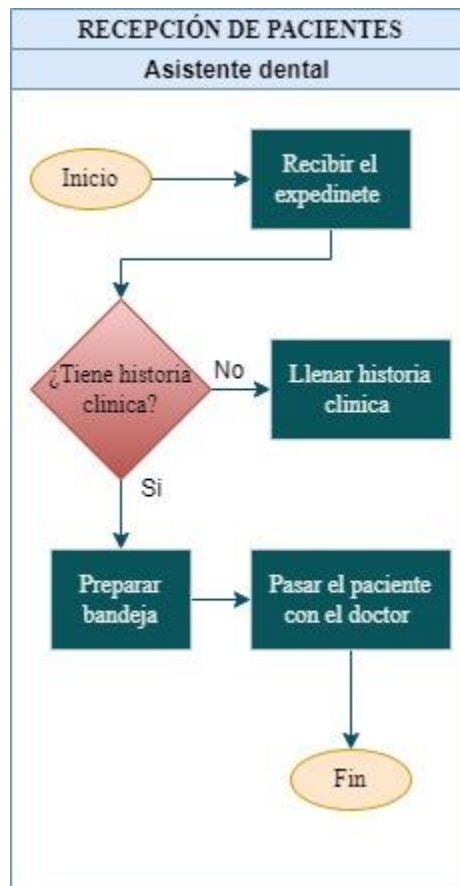 RECEPCIÓN DE PACIENTES
Asistente dental
Inicio
Recibir el
expedinete
¿Tiene historia
clinica?
No
Llenar historia
clinica
Si
Preparar
bandeja
Pasar el paciente
con el doctor
Fin